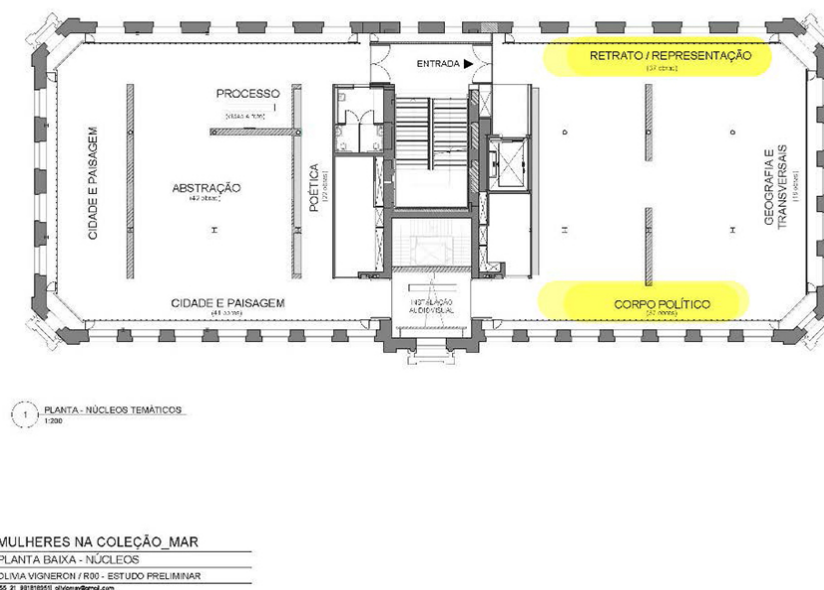 ENTRADA
RETRATO / REPRESENTAÇÃO
PROCESSO
CIDADE E PAISAGEM
ABSTRAÇÃO
POÉTICA
GEOGRAFIA E
TRANSVERSAIS
CIDADE E PAISAGEM
INSTALAÇÃO
AUDIOVISUAL
CORPO POLÍTICO
1
PLANTA - NÚCLEOS TEMÁTICOS
1:200
MULHERES NA COLEÇÃO_MAR
PLANTA BAIXA - NÚCLEOS
OLIVIA VIGNERON / R00 - ESTUDO PRELIMINAR